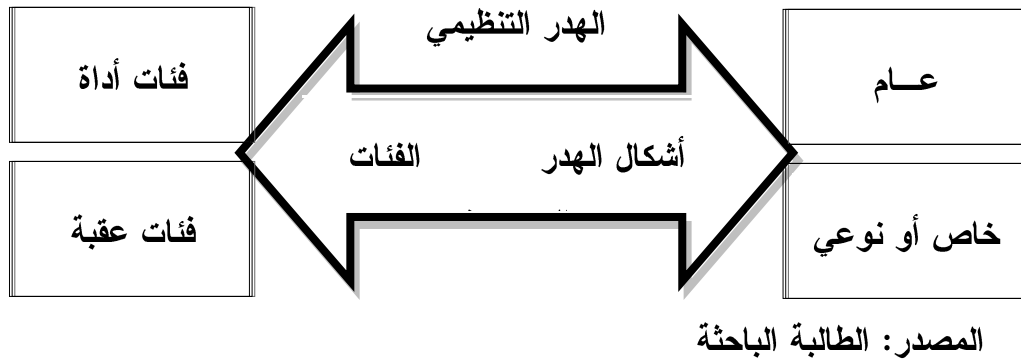 الهدر التنظيمي
عـــام
فئات أداة
أشكال الهدر
الفئات
خاص أو نوعي
فئات عقبة
المصدر: الطالبة الباحثة